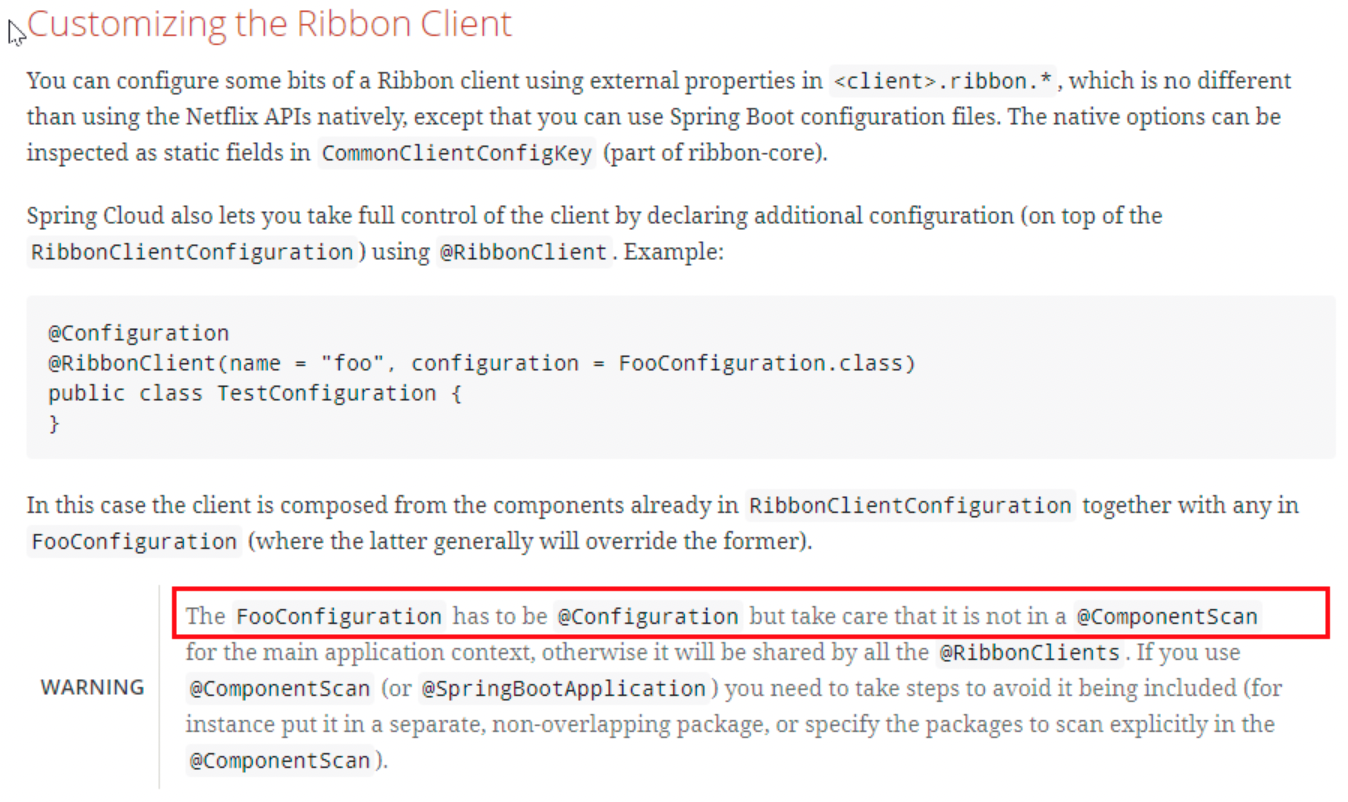 Customizing the Ribbon Client
You can configure some bits of a Ribbon client using external properties in <client>.ribbon.*, which is no different
than using the Netflix APIs natively, except that you can use Spring Boot configuration files. The native options can be
inspected as static fields in CommonClientConfigKey (part of ribbon-core).
Spring Cloud also lets you take full control of the client by declaring additional configuration (on top of the
RibbonClientConfiguration) using @RibbonClient. Example:
@Configuration
@RibbonClient(name = "foo", configuration = FooConfiguration.class)
public class TestConfiguration {
}
In this case the client is composed from the components already in RibbonClientConfiguration together with any in
FooConfiguration (where the latter generally will override the former).
WARNING
The FooConfiguration has to be @Configuration but take care that it is not in a @ComponentScan
for the main application context, otherwise it will be shared by all the @RibbonClients. If you use
@ComponentScan (or @SpringBootApplication) you need to take steps to avoid it being included (for
instance put it in a separate, non-overlapping package, or specify the packages to scan explicitly in the
@ComponentScan).